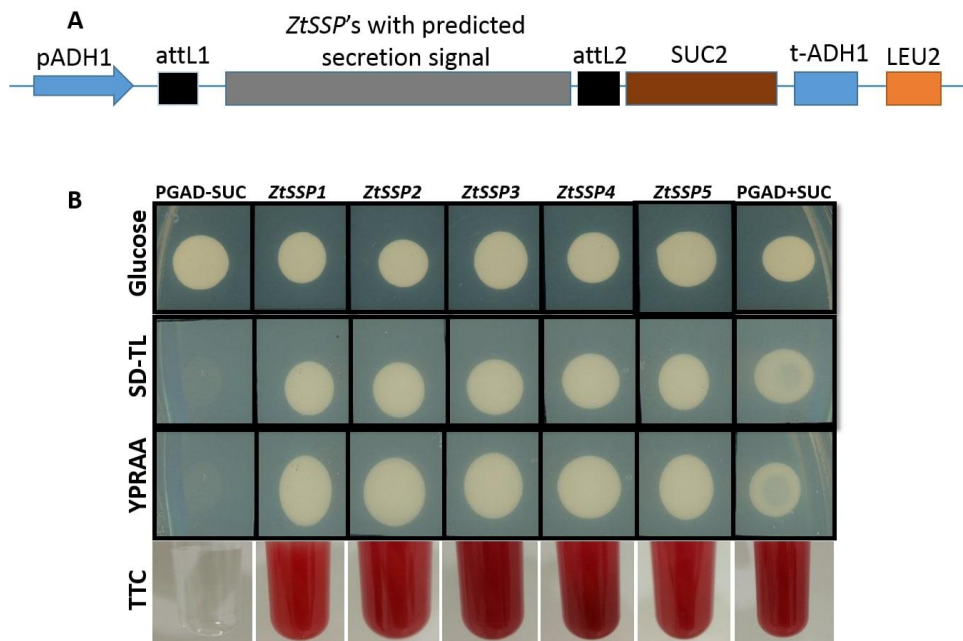 A
pADH1
attL1
ZtSSP's with predicted
secretion signal
attL2
SUC2
t-ADH1
LEU2
B
PGAD-SUC
ZtSSP1
ZtSSP2
ZtSSP3
ZtSSP4
ZtSSP5
PGAD+SUC
Glucose
SD-TL
YPRAA
TTC